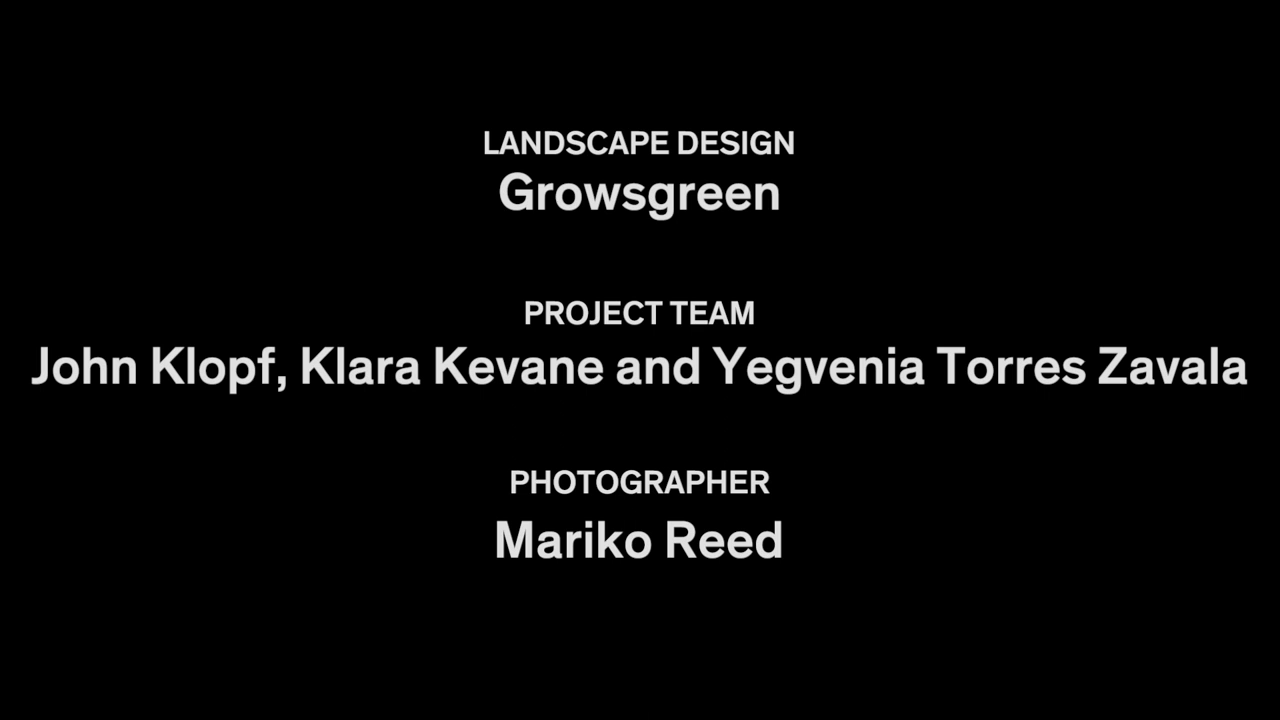 LANDSCAPE DESIGN
Growsgreen
PROJECT TEAM
John Klopf, Klara Kevane and Yegvenia Torres Zavala
PHOTOGRAPHER
Mariko Reed